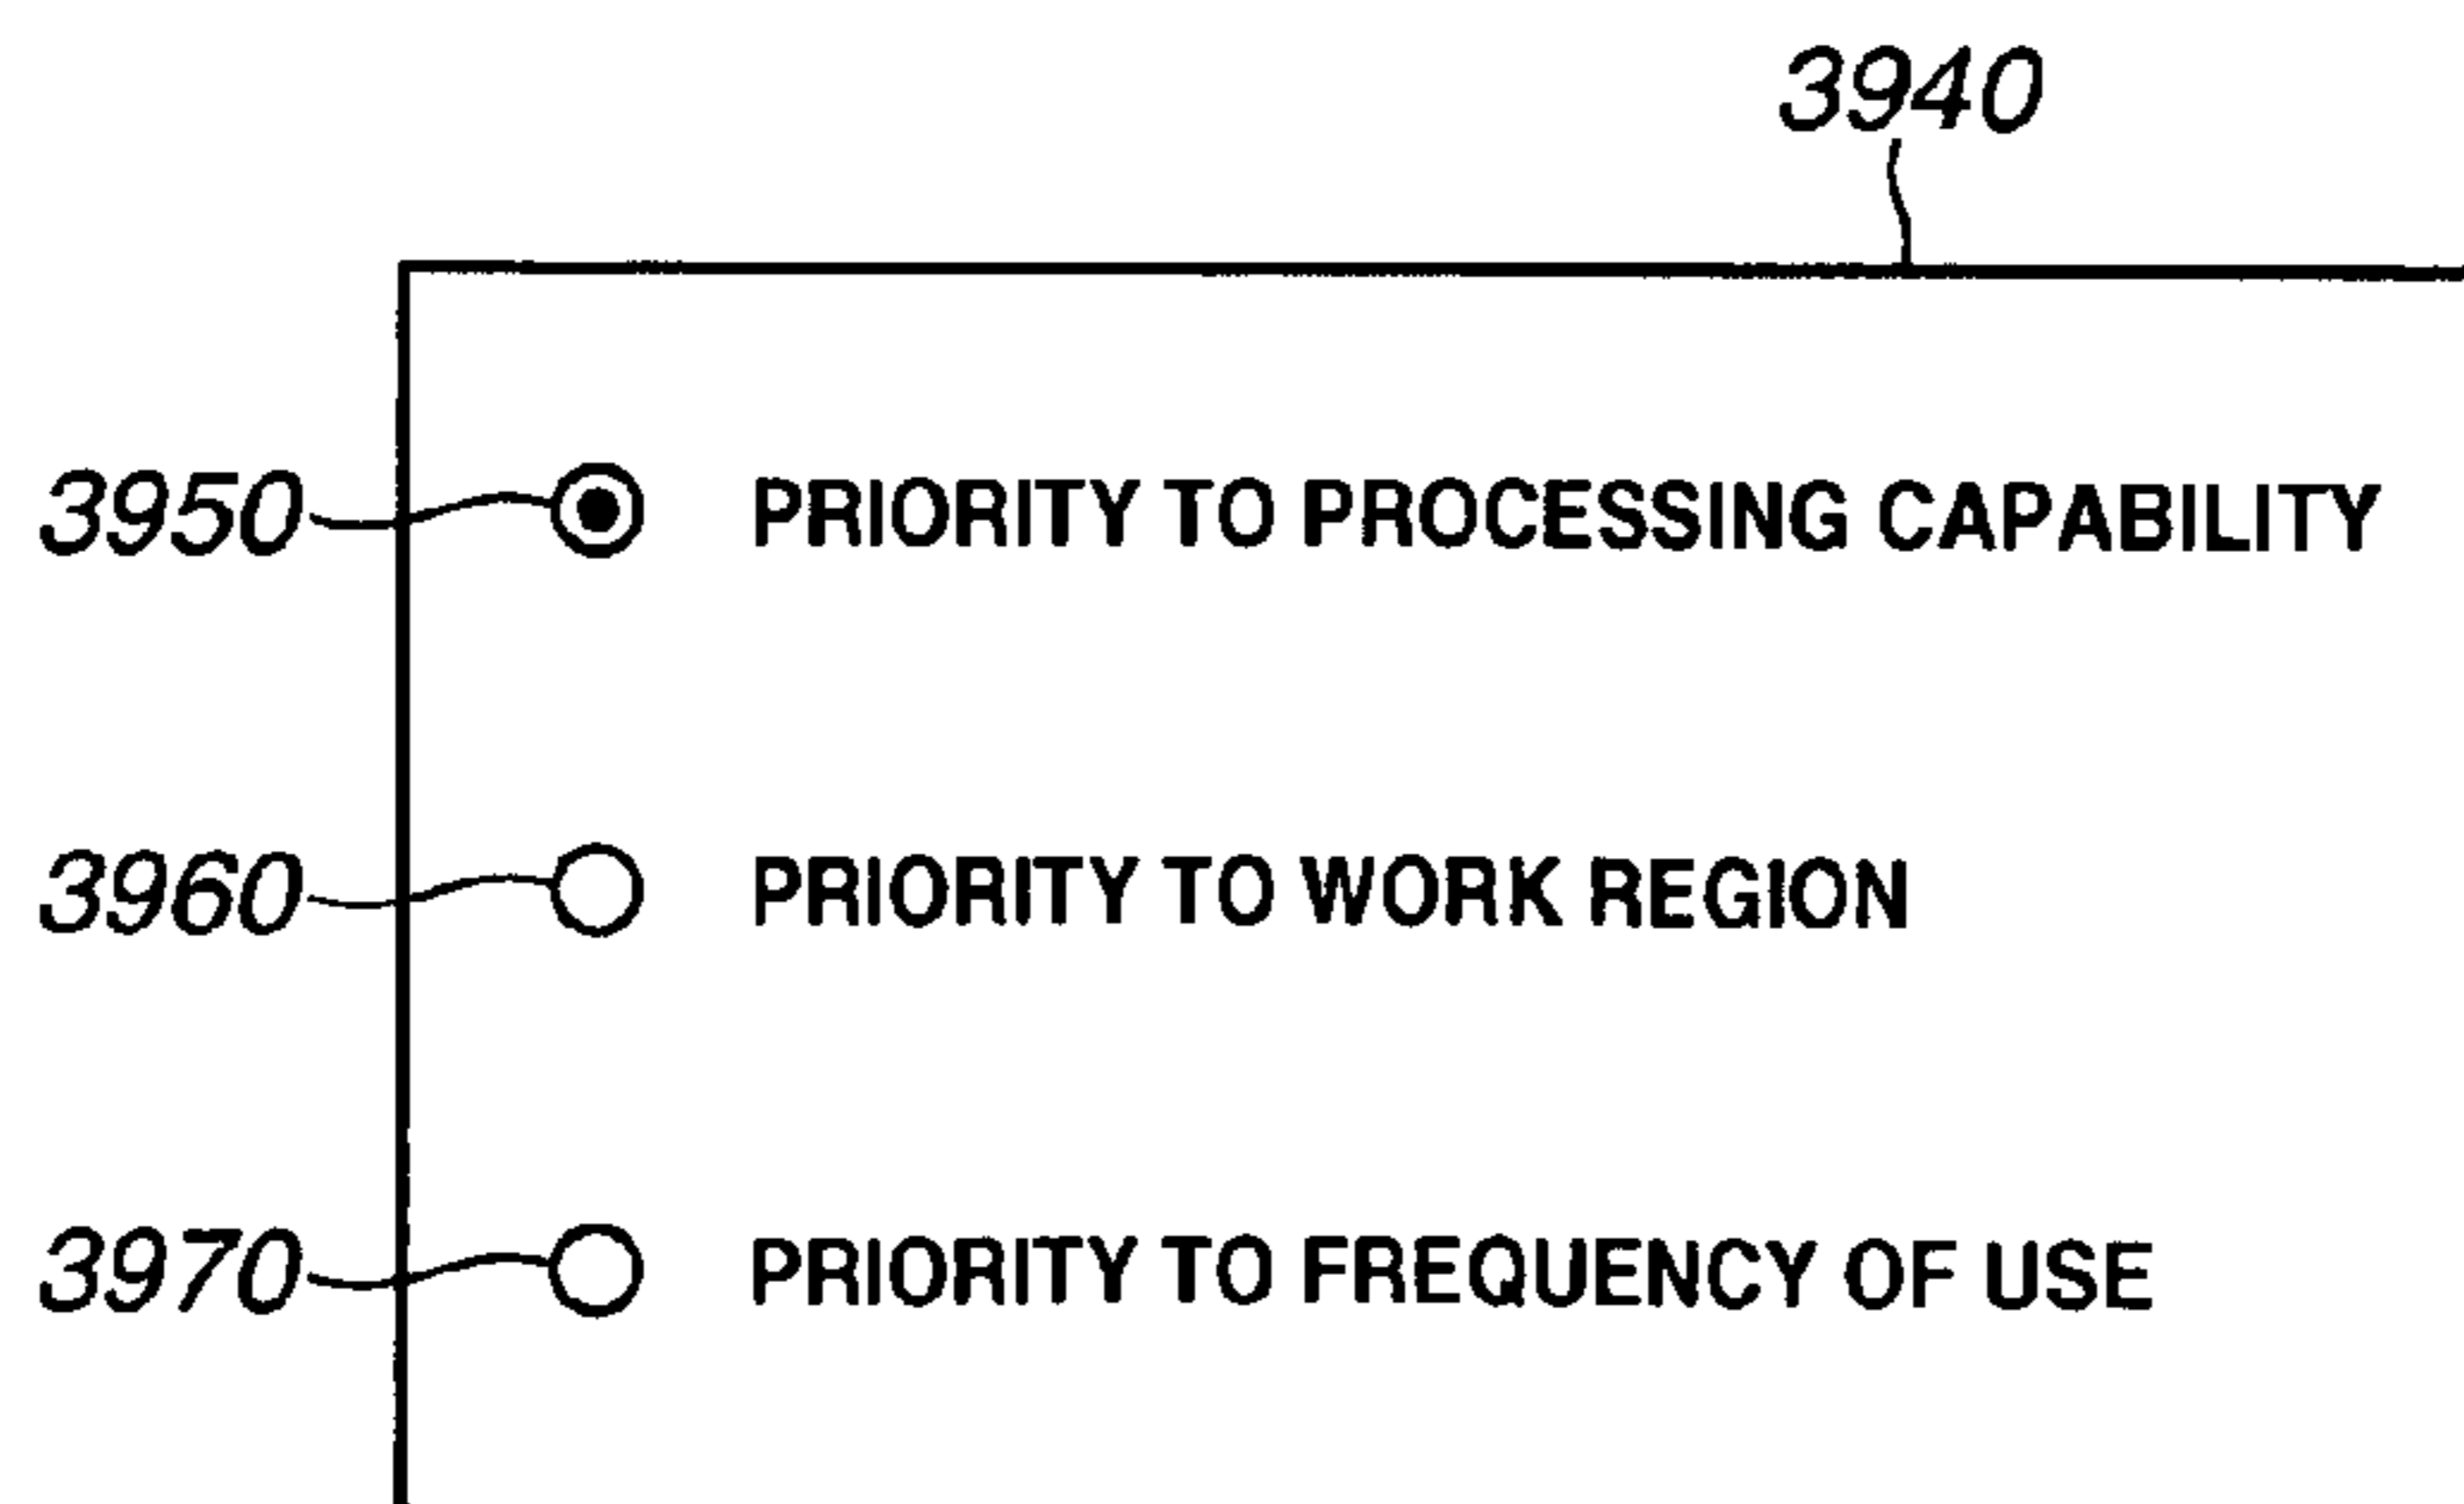 3940
3950 PRIORITY TO PROCESSING CAPABILITY
3960 PRIORITY TO WORK REGION
3970 PRIORITY TO FREQUENCY OF USE